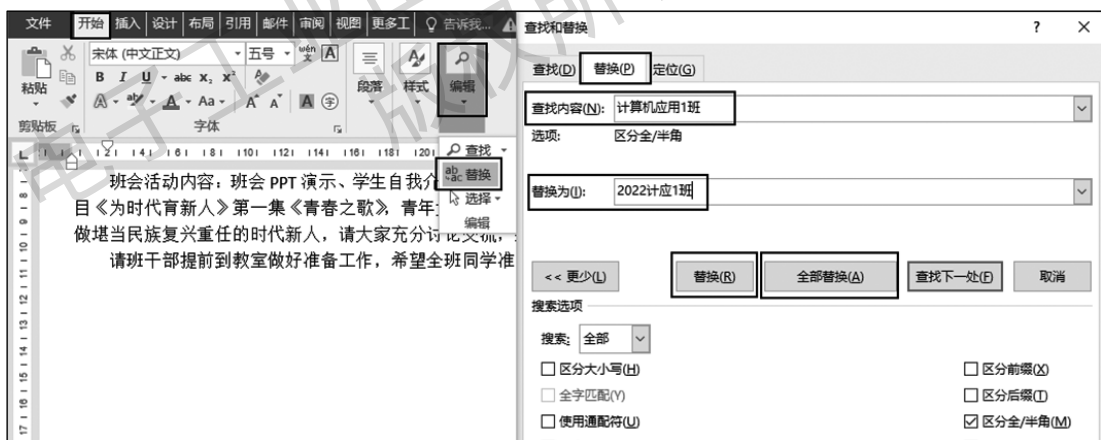 文件 开始 插入 设计 布局 引用 邮件 审阅 视图 更多工 告诉我...
粘贴
剪贴板
宋体 (中文正文) 五号 wén 文 A
B I U abc X₂ X²
A aby A Aa A A A 字
字体
段落
样式
编辑
查找
替换
选择
编辑
班会活动内容：班会 PPT 演示、学生自我介
目《为时代育新人》第一集《青春之歌》，青年
做堪当民族复兴重任的时代新人，请大家充分讨论交流，
请班干部提前到教室做好准备工作，希望全班同学准
查找和替换 ? ×
查找(D) 替换(P) 定位(G)
查找内容(N): 计算机应用1班
选项: 区分全/半角
替换为(I): 2022计应1班
<< 更少(L) 替换(R) 全部替换(A) 查找下一处(F) 取消
搜索选项
搜索: 全部
区分大小写(H) 区分前缀(X)
全字匹配(Y) 区分后缀(T)
使用通配符(U) 区分全/半角(M)